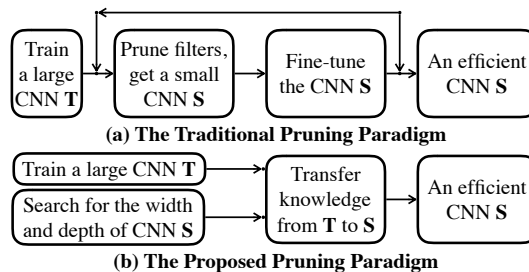 Train
a large
CNN T
Prune filters,
get a small
CNN S
Fine-tune
the CNN S
An efficient
CNN S
(a) The Traditional Pruning Paradigm
Train a large CNN T
Search for the width
and depth of CNN S
Transfer
knowledge
from T to S
An efficient
CNN S
(b) The Proposed Pruning Paradigm